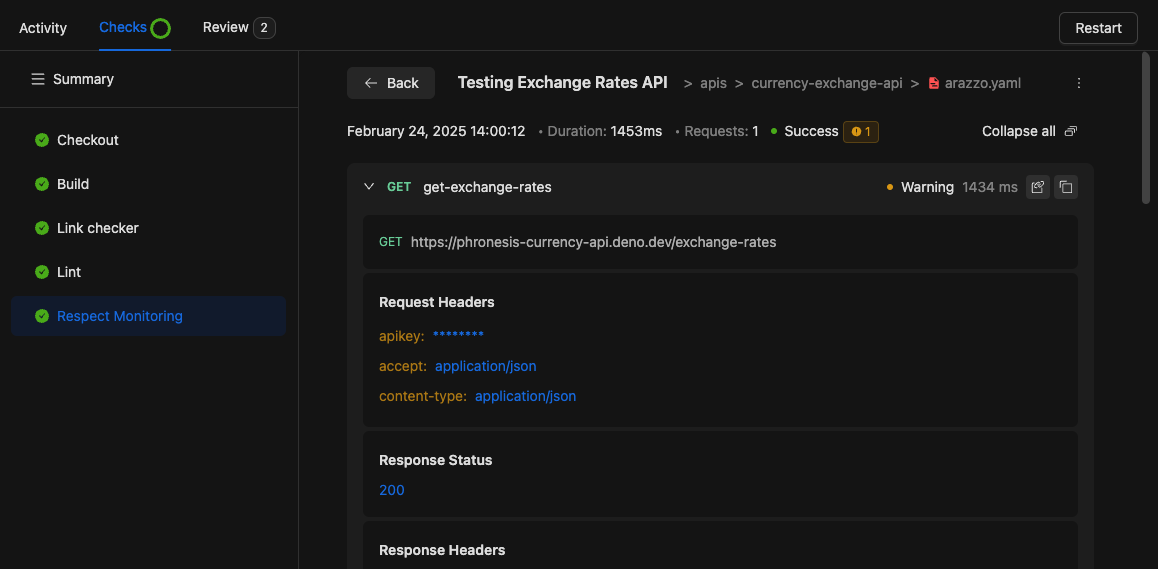 Activity Checks Review 2 Restart
Summary
Checkout
Build
Link checker
Lint
Respect Monitoring
Back Testing Exchange Rates API > apis > currency-exchange-api > arazzo.yaml
February 24, 2025 14:00:12 • Duration: 1453ms • Requests: 1 • Success 1 Collapse all
GET get-exchange-rates • Warning 1434 ms
GET https://phronesis-currency-api.deno.dev/exchange-rates
Request Headers
apikey: ********
accept: application/json
content-type: application/json
Response Status
200
Response Headers